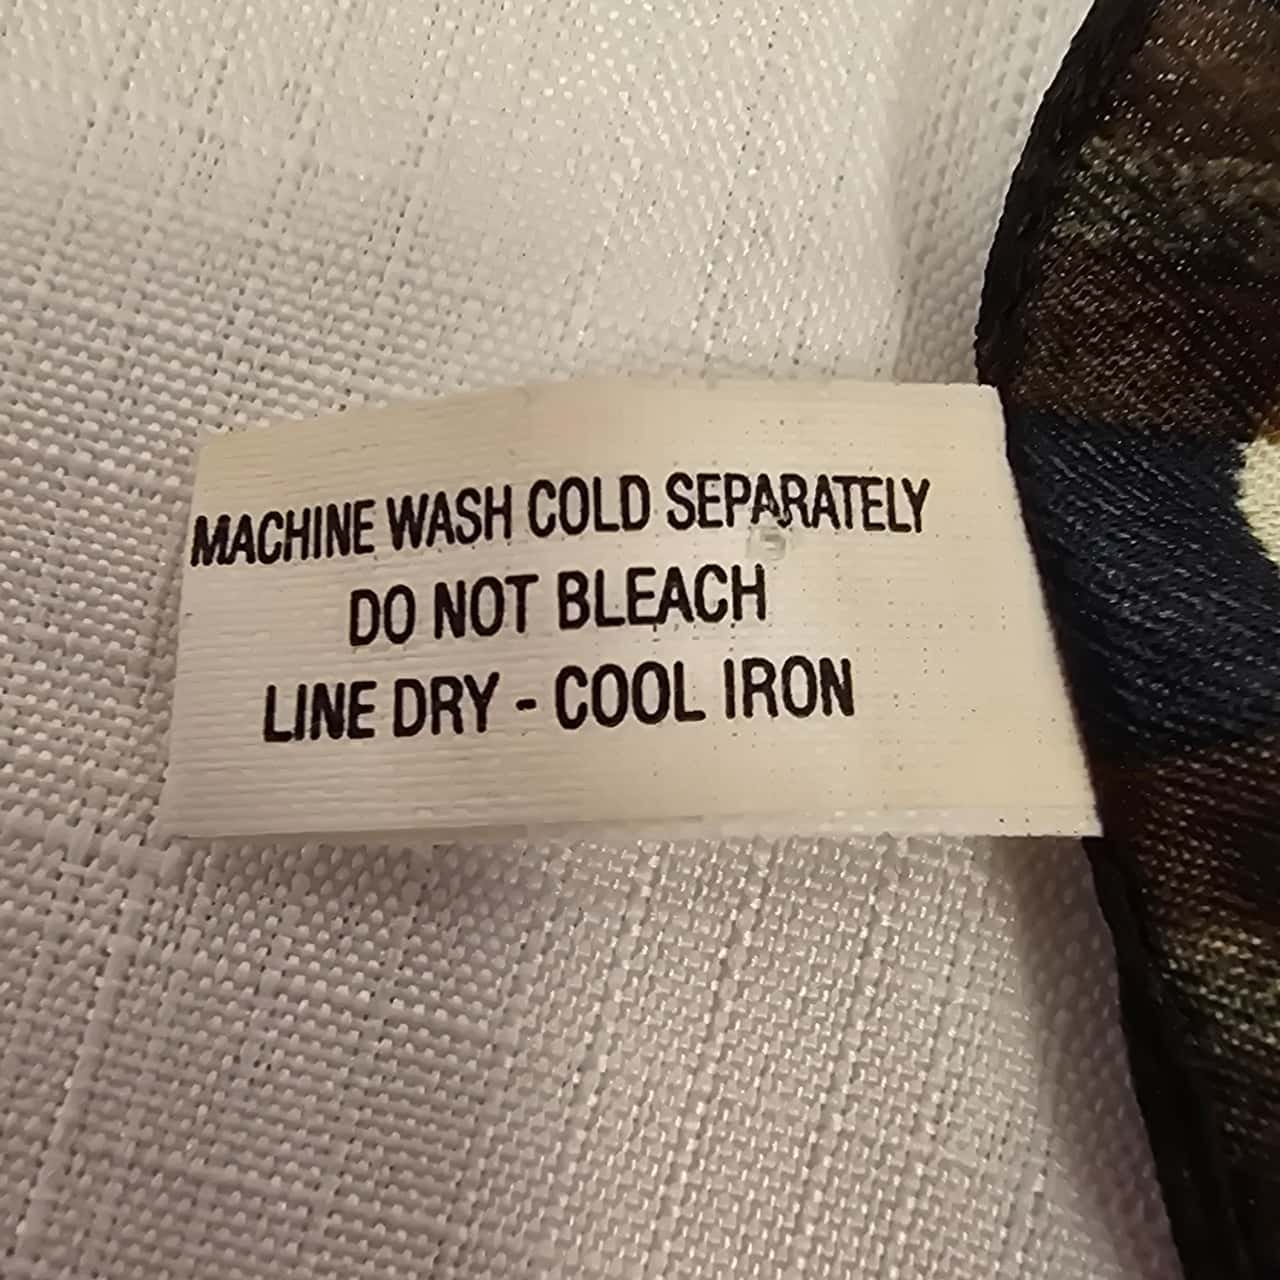 MACHINE WASH COLD SEPARATELY
DO NOT BLEACH
LINE DRY - COOL IRON